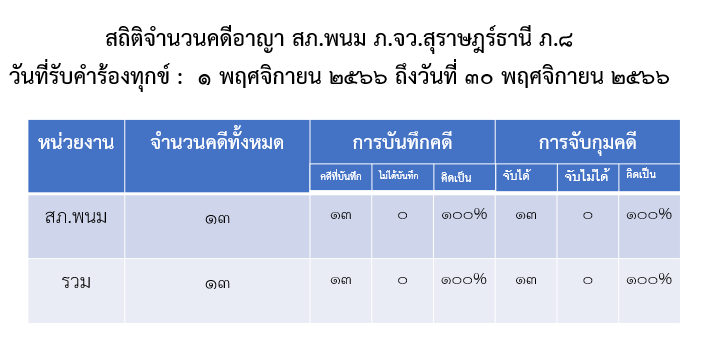 สถิติจำนวนคดีอาญา สภ.พนม ภ.จว.สุราษฎร์ธานี ภ.๘
วันที่รับคำร้องทุกข์ : ๑ พฤศจิกายน ๒๕๖๖ ถึงวันที่ ๓๐ พฤศจิกายน ๒๕๖๖
หน่วยงาน จำนวนคดีทั้งหมด การบันทึกคดี การจับกุมคดี
คดีที่บันทึก ไม่ได้บันทึก คิดเป็น จับได้ จับไม่ได้ คิดเป็น
สภ.พนม ๑๓ ๑๓ ๐ ๑๐๐% ๑๓ ๐ ๑๐๐%
รวม ๑๓ ๑๓ ๐ ๑๐๐% ๑๓ ๐ ๑๐๐%